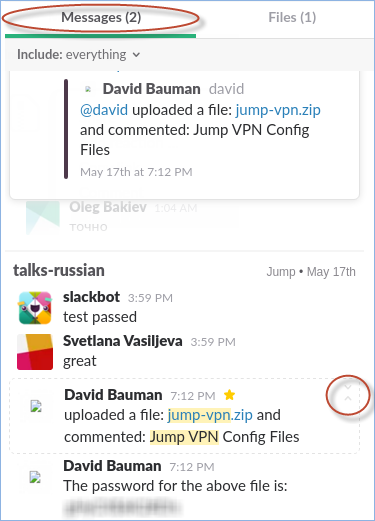 Messages (2) Files (1)
Include: everything
David Bauman david
@david uploaded a file: jump-vpn.zip
and commented: Jump VPN Config
Files
May 17th at 7:12 PM
Oleg Bakiev 1:04 AM
точно
talks-russian Jump • May 17th
slackbot 3:59 PM
test passed
Svetlana Vasiljeva 3:59 PM
great
David Bauman 7:12 PM
uploaded a file: jump-vpn.zip and
commented: Jump VPN Config Files
David Bauman 7:12 PM
The password for the above file is: